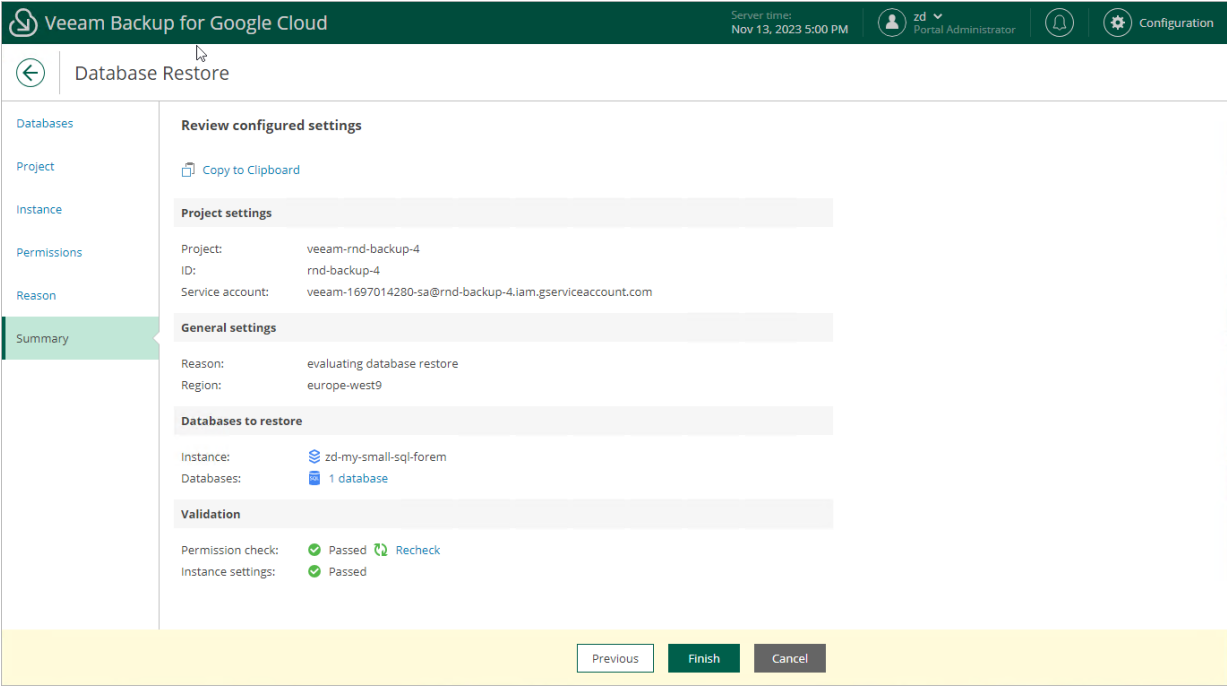 Veeam Backup for Google Cloud
Server time:
Nov 13, 2023 5:00 PM
zd
Portal Administrator
Configuration
Database Restore
Databases
Project
Instance
Permissions
Reason
Summary
Review configured settings
Copy to Clipboard
Project settings
Project: veeam-rnd-backup-4
ID: rnd-backup-4
Service account: veeam-1697014280-sa@rnd-backup-4.iam.gserviceaccount.com
General settings
Reason: evaluating database restore
Region: europe-west9
Databases to restore
Instance: zd-my-small-sql-forem
Databases: SQL 1 database
Validation
Permission check: Passed Recheck
Instance settings: Passed
Previous Finish Cancel